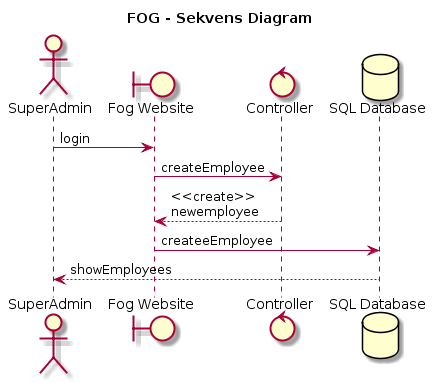 FOG - Sekvens Diagram
SuperAdmin Fog Website Controller SQL Database
login
createEmployee
<<create>>
newemployee
createeEmployee
showEmployees
SuperAdmin Fog Website Controller SQL Database